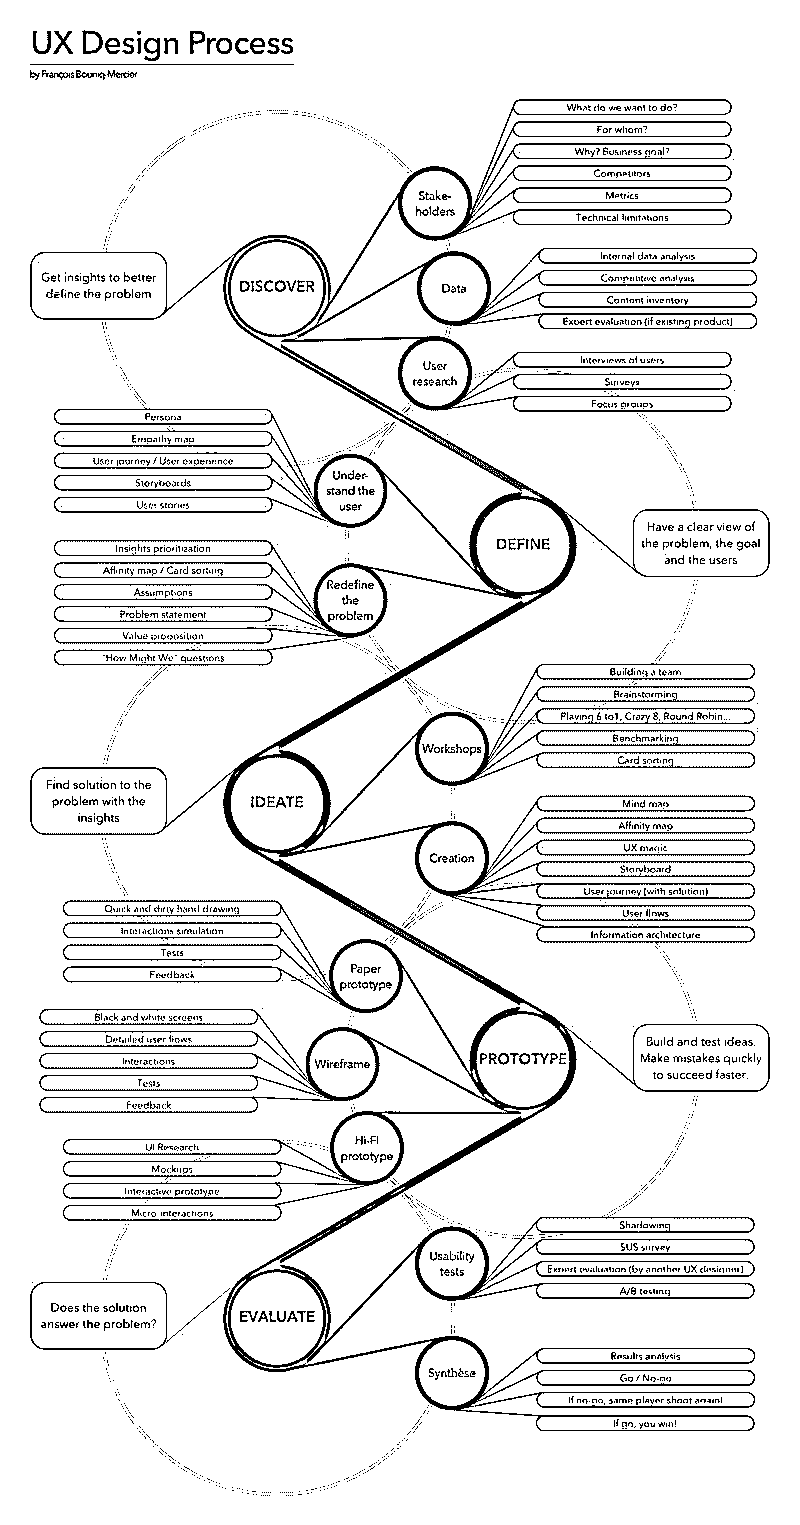 UX Design Process
by François Bouniq-Mercier
What do we want to do?
For whom?
Why? Business goal?
Competitors
Metrics
Technical limitations
Stake-
holders
DISCOVER
Get insights to better
define the problem
Data
Internal data analysis
Competitive analysis
Content inventory
Expert evaluation (if existing product)
User
research
Interviews of users
Surveys
Focus groups
Persona
Empathy map
User journey / User experience
Storyboards
User stories
Under-
stand the
user
DEFINE
Have a clear view of
the problem, the goal
and the users
Insights prioritization
Affinity map / Card sorting
Assumptions
Problem statement
Value proposition
"How Might We" questions
Redefine
the
problem
Building a team
Brainstorming
Playing 6 to1, Crazy 8, Round Robin...
Benchmarking
Card sorting
Workshops
IDEATE
Find solution to the
problem with the
insights
Creation
Mind map
Affinity map
UX magic
Storyboard
User journey (with solution)
User flows
Information architecture
Quick and dirty hand drawing
Interactions simulation
Tests
Feedback
Paper
prototype
Black and white screens
Detailed user flows
Interactions
Tests
Feedback
Wireframe
PROTOTYPE
Build and test ideas.
Make mistakes quickly
to succeed faster.
UI Research
Mockups
Interactive prototype
Micro interactions
Hi-Fi
prototype
Usability
tests
Shadowing
SUS survey
Expert evaluation (by another UX designer)
A/B testing
EVALUATE
Does the solution
answer the problem?
Synthèse
Results analysis
Go / No-go
If no-go, same player shoot again!
If go, you win!